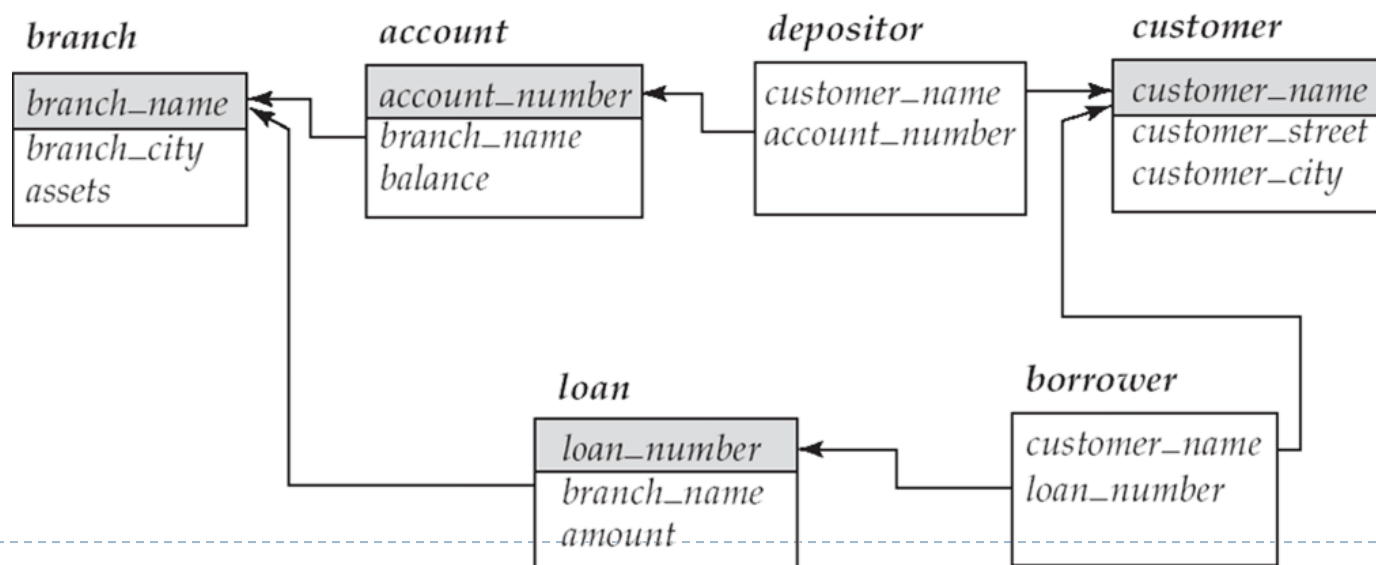 branch
branch_name
branch_city
assets
account
account_number
branch_name
balance
depositor
customer_name
account_number
customer
customer_name
customer_street
customer_city
loan
loan_number
branch_name
amount
borrower
customer_name
loan_number